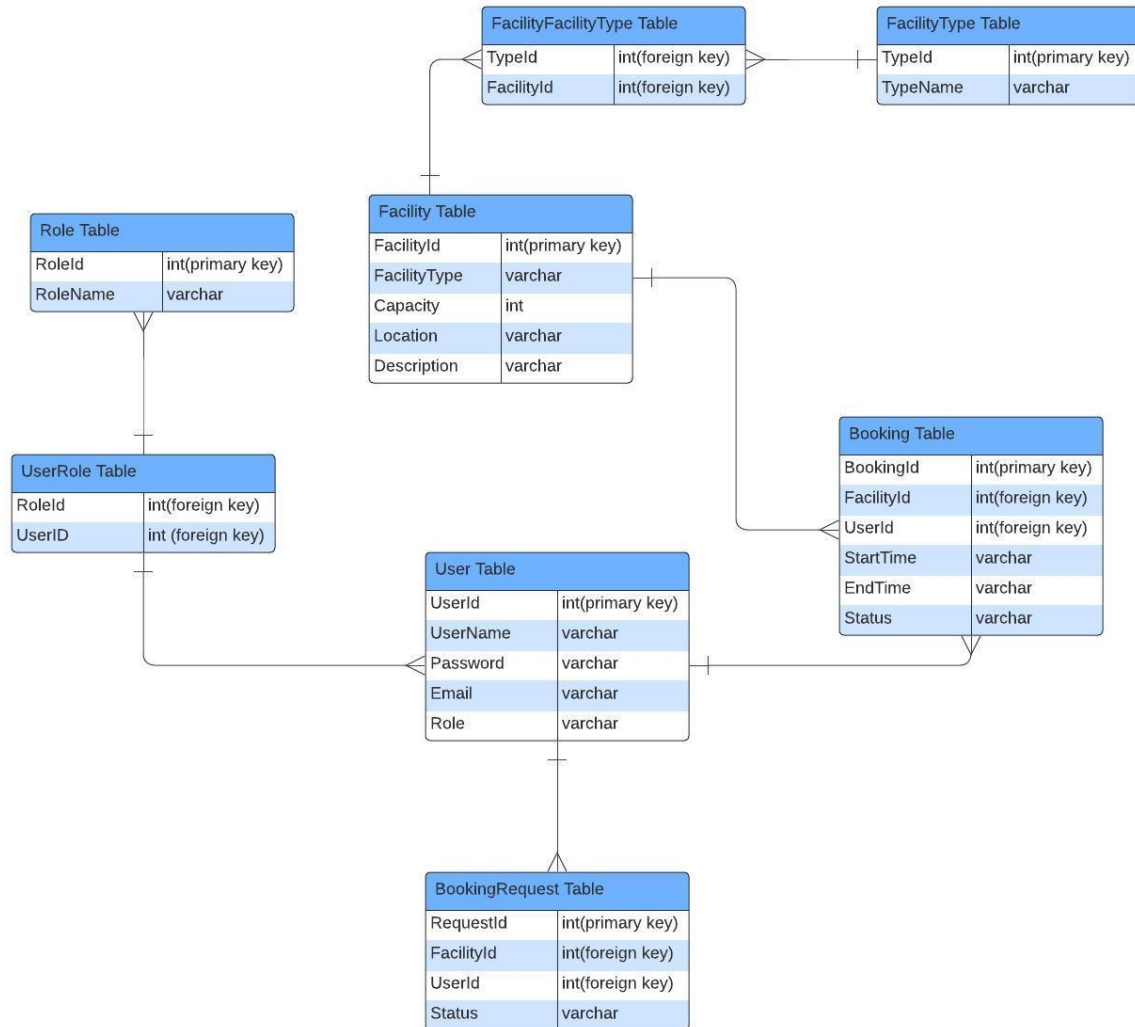 FacilityFacilityType Table
TypeId int(foreign key)
FacilityId int(foreign key)
FacilityType Table
TypeId int(primary key)
TypeName varchar
Facility Table
FacilityId int(primary key)
FacilityType varchar
Capacity int
Location varchar
Description varchar
Role Table
RoleId int(primary key)
RoleName varchar
UserRole Table
RoleId int(foreign key)
UserID int (foreign key)
Booking Table
BookingId int(primary key)
FacilityId int(foreign key)
UserId int(foreign key)
StartTime varchar
EndTime varchar
Status varchar
User Table
UserId int(primary key)
UserName varchar
Password varchar
Email varchar
Role varchar
BookingRequest Table
RequestId int(primary key)
FacilityId int(foreign key)
UserId int(foreign key)
Status varchar